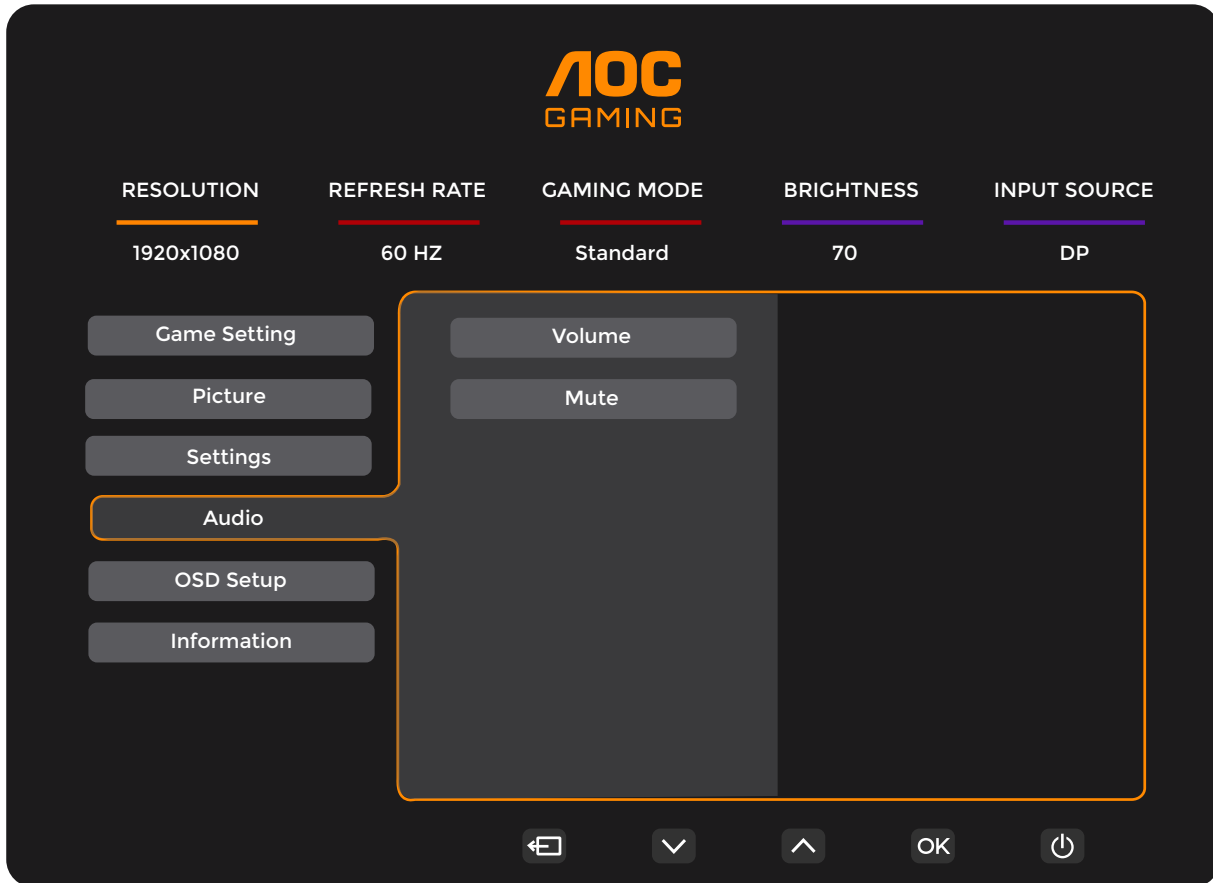 AOC
GAMING
RESOLUTION REFRESH RATE GAMING MODE BRIGHTNESS INPUT SOURCE
1920x1080 60 HZ Standard 70 DP
Game Setting
Picture
Settings
Audio
OSD Setup
Information
Volume
Mute
OK